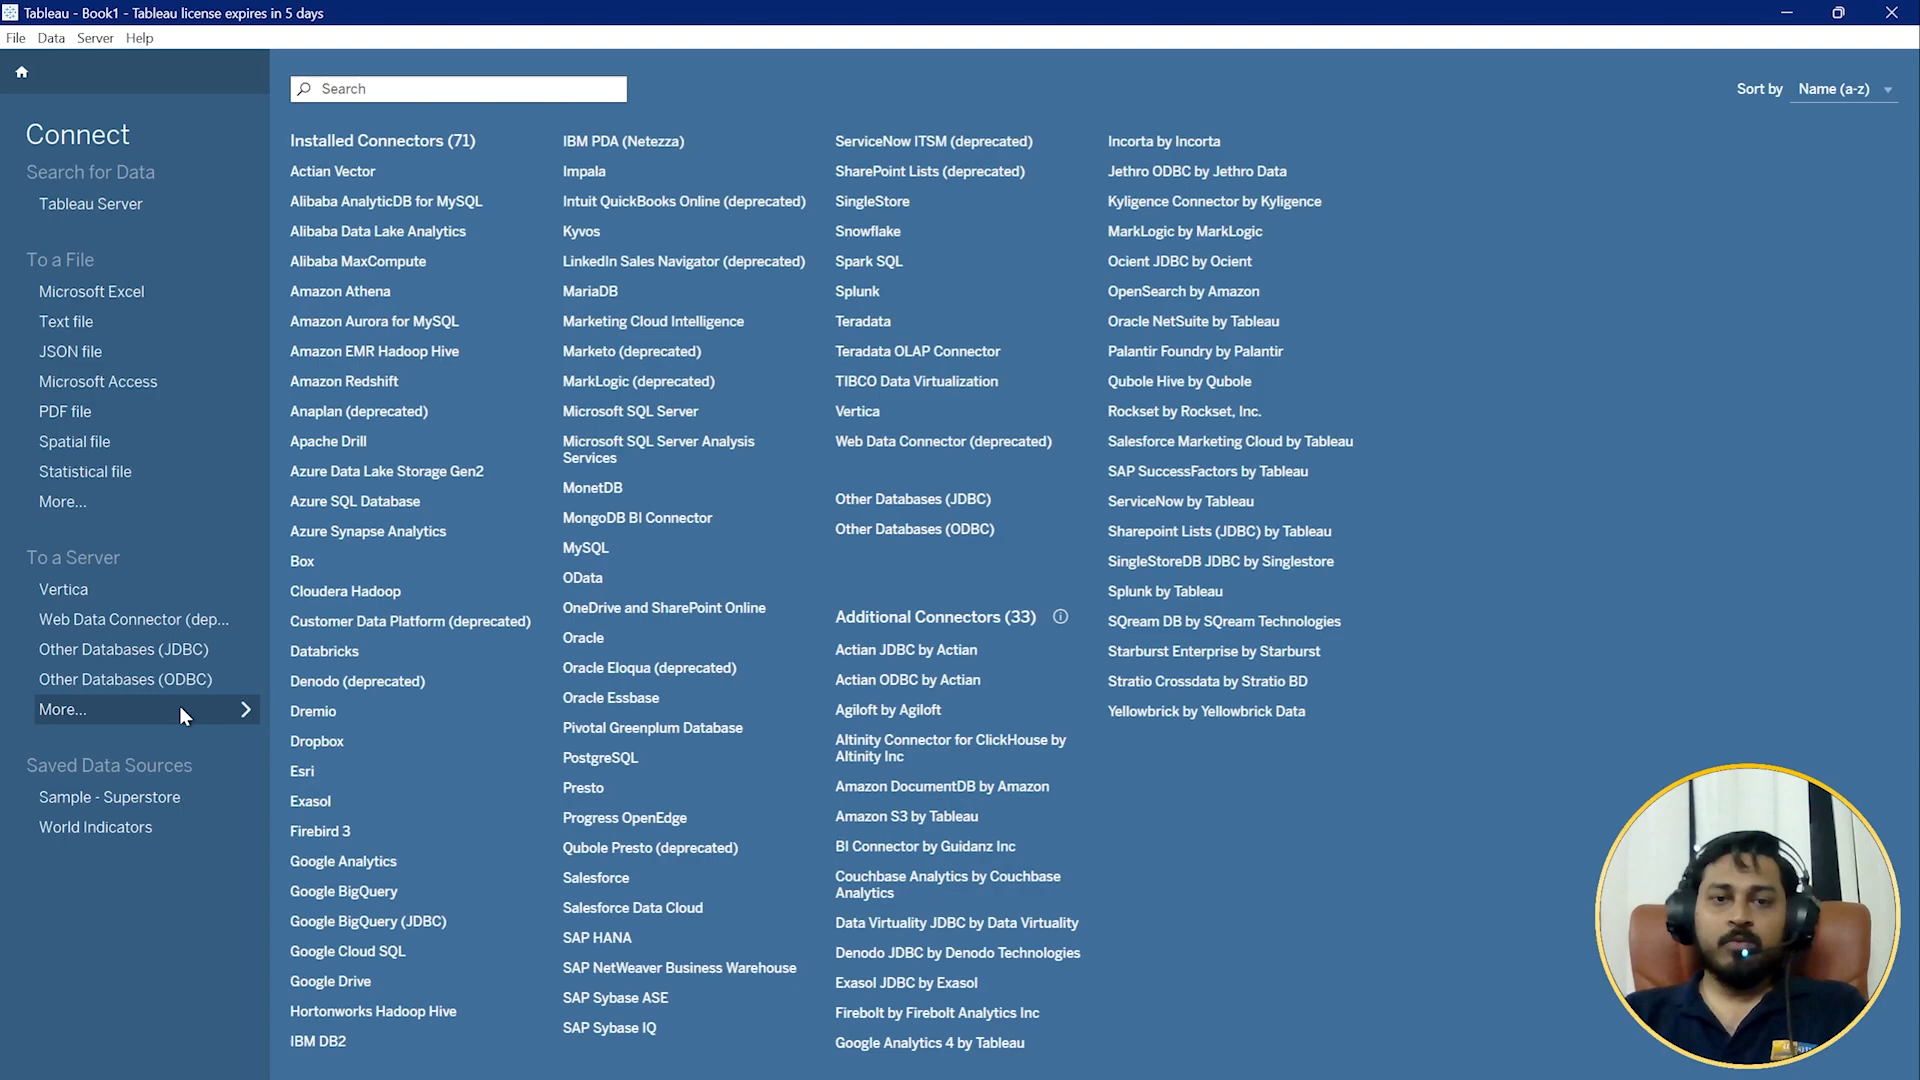 Tableau - Book1 - Tableau license expires in 5 days
File Data Server Help
Connect
Search for Data
Tableau Server
To a File
Microsoft Excel
Text file
JSON file
Microsoft Access
PDF file
Spatial file
Statistical file
More...
To a Server
Vertica
Web Data Connector (dep...
Other Databases (JDBC)
Other Databases (ODBC)
More...
Saved Data Sources
Sample - Superstore
World Indicators
Search
Sort by Name (a-z)
Installed Connectors (71)
Actian Vector
Alibaba AnalyticDB for MySQL
Alibaba Data Lake Analytics
Alibaba MaxCompute
Amazon Athena
Amazon Aurora for MySQL
Amazon EMR Hadoop Hive
Amazon Redshift
Anaplan (deprecated)
Apache Drill
Azure Data Lake Storage Gen2
Azure SQL Database
Azure Synapse Analytics
Box
Cloudera Hadoop
Customer Data Platform (deprecated)
Databricks
Denodo (deprecated)
Dremio
Dropbox
Esri
Exasol
Firebird 3
Google Analytics
Google BigQuery
Google BigQuery (JDBC)
Google Cloud SQL
Google Drive
Hortonworks Hadoop Hive
IBM DB2
IBM PDA (Netezza)
Impala
Intuit QuickBooks Online (deprecated)
Kyvos
LinkedIn Sales Navigator (deprecated)
MariaDB
Marketing Cloud Intelligence
Marketo (deprecated)
MarkLogic (deprecated)
Microsoft SQL Server
Microsoft SQL Server Analysis
Services
MonetDB
MongoDB BI Connector
MySQL
OData
OneDrive and SharePoint Online
Oracle
Oracle Eloqua (deprecated)
Oracle Essbase
Pivotal Greenplum Database
PostgreSQL
Presto
Progress OpenEdge
Qubole Presto (deprecated)
Salesforce
Salesforce Data Cloud
SAP HANA
SAP NetWeaver Business Warehouse
SAP Sybase ASE
SAP Sybase IQ
ServiceNow ITSM (deprecated)
SharePoint Lists (deprecated)
SingleStore
Snowflake
Spark SQL
Splunk
Teradata
Teradata OLAP Connector
TIBCO Data Virtualization
Vertica
Web Data Connector (deprecated)
Other Databases (JDBC)
Other Databases (ODBC)
Additional Connectors (33)
Actian JDBC by Actian
Actian ODBC by Actian
Agiloft by Agiloft
Altinity Connector for ClickHouse by
Altinity Inc
Amazon DocumentDB by Amazon
Amazon S3 by Tableau
BI Connector by Guidanz Inc
Couchbase Analytics by Couchbase
Analytics
Data Virtuality JDBC by Data Virtuality
Denodo JDBC by Denodo Technologies
Exasol JDBC by Exasol
Firebolt by Firebolt Analytics Inc
Google Analytics 4 by Tableau
Incorta by Incorta
Jethro ODBC by Jethro Data
Kyligence Connector by Kyligence
MarkLogic by MarkLogic
Ocient JDBC by Ocient
OpenSearch by Amazon
Oracle NetSuite by Tableau
Palantir Foundry by Palantir
Qubole Hive by Qubole
Rockset by Rockset, Inc.
Salesforce Marketing Cloud by Tableau
SAP SuccessFactors by Tableau
ServiceNow by Tableau
Sharepoint Lists (JDBC) by Tableau
SingleStoreDB JDBC by Singlestore
Splunk by Tableau
SQream DB by SQream Technologies
Starburst Enterprise by Starburst
Stratio Crossdata by Stratio BD
Yellowbrick by Yellowbrick Data